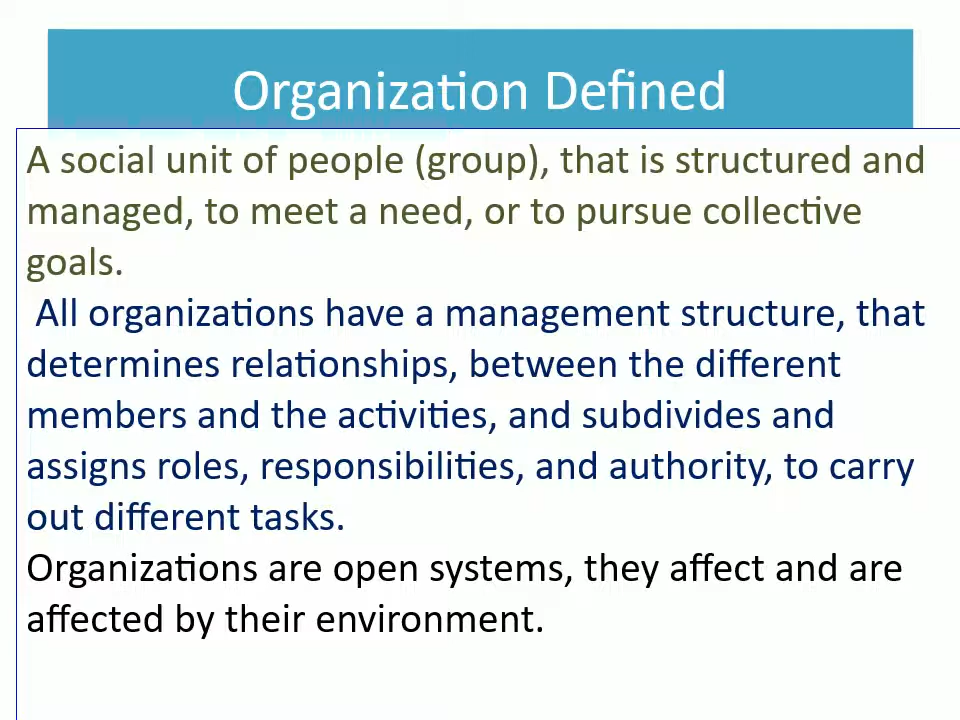 Organization Defined
A social unit of people (group), that is structured and
managed, to meet a need, or to pursue collective
goals.
All organizations have a management structure, that
determines relationships, between the different
members and the activities, and subdivides and
assigns roles, responsibilities, and authority, to carry
out different tasks.
Organizations are open systems, they affect and are
affected by their environment.